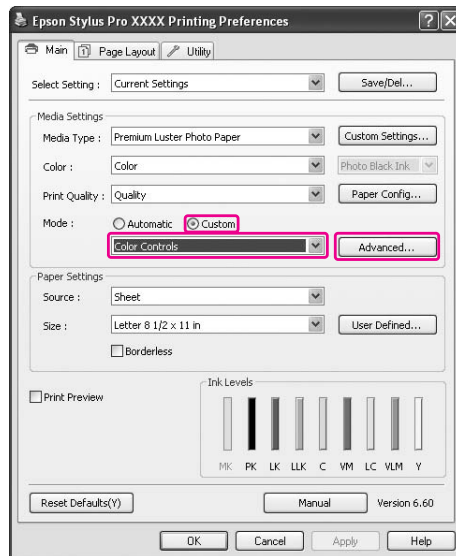 Epson Stylus Pro XXXX Printing Preferences
Main Page Layout Utility
Select Setting : Current Settings Save/Del...
Media Settings
Media Type : Premium Luster Photo Paper Custom Settings...
Color : Color Photo Black Ink
Print Quality : Quality Paper Config...
Mode : Automatic Custom
Color Controls Advanced...
Paper Settings
Source : Sheet
Size : Letter 8 1/2 x 11 in User Defined...
Borderless
Print Preview
Ink Levels
MK PK LK LLK C VM LC VLM Y
Reset Defaults(Y) Manual Version 6.60
OK Cancel Apply Help